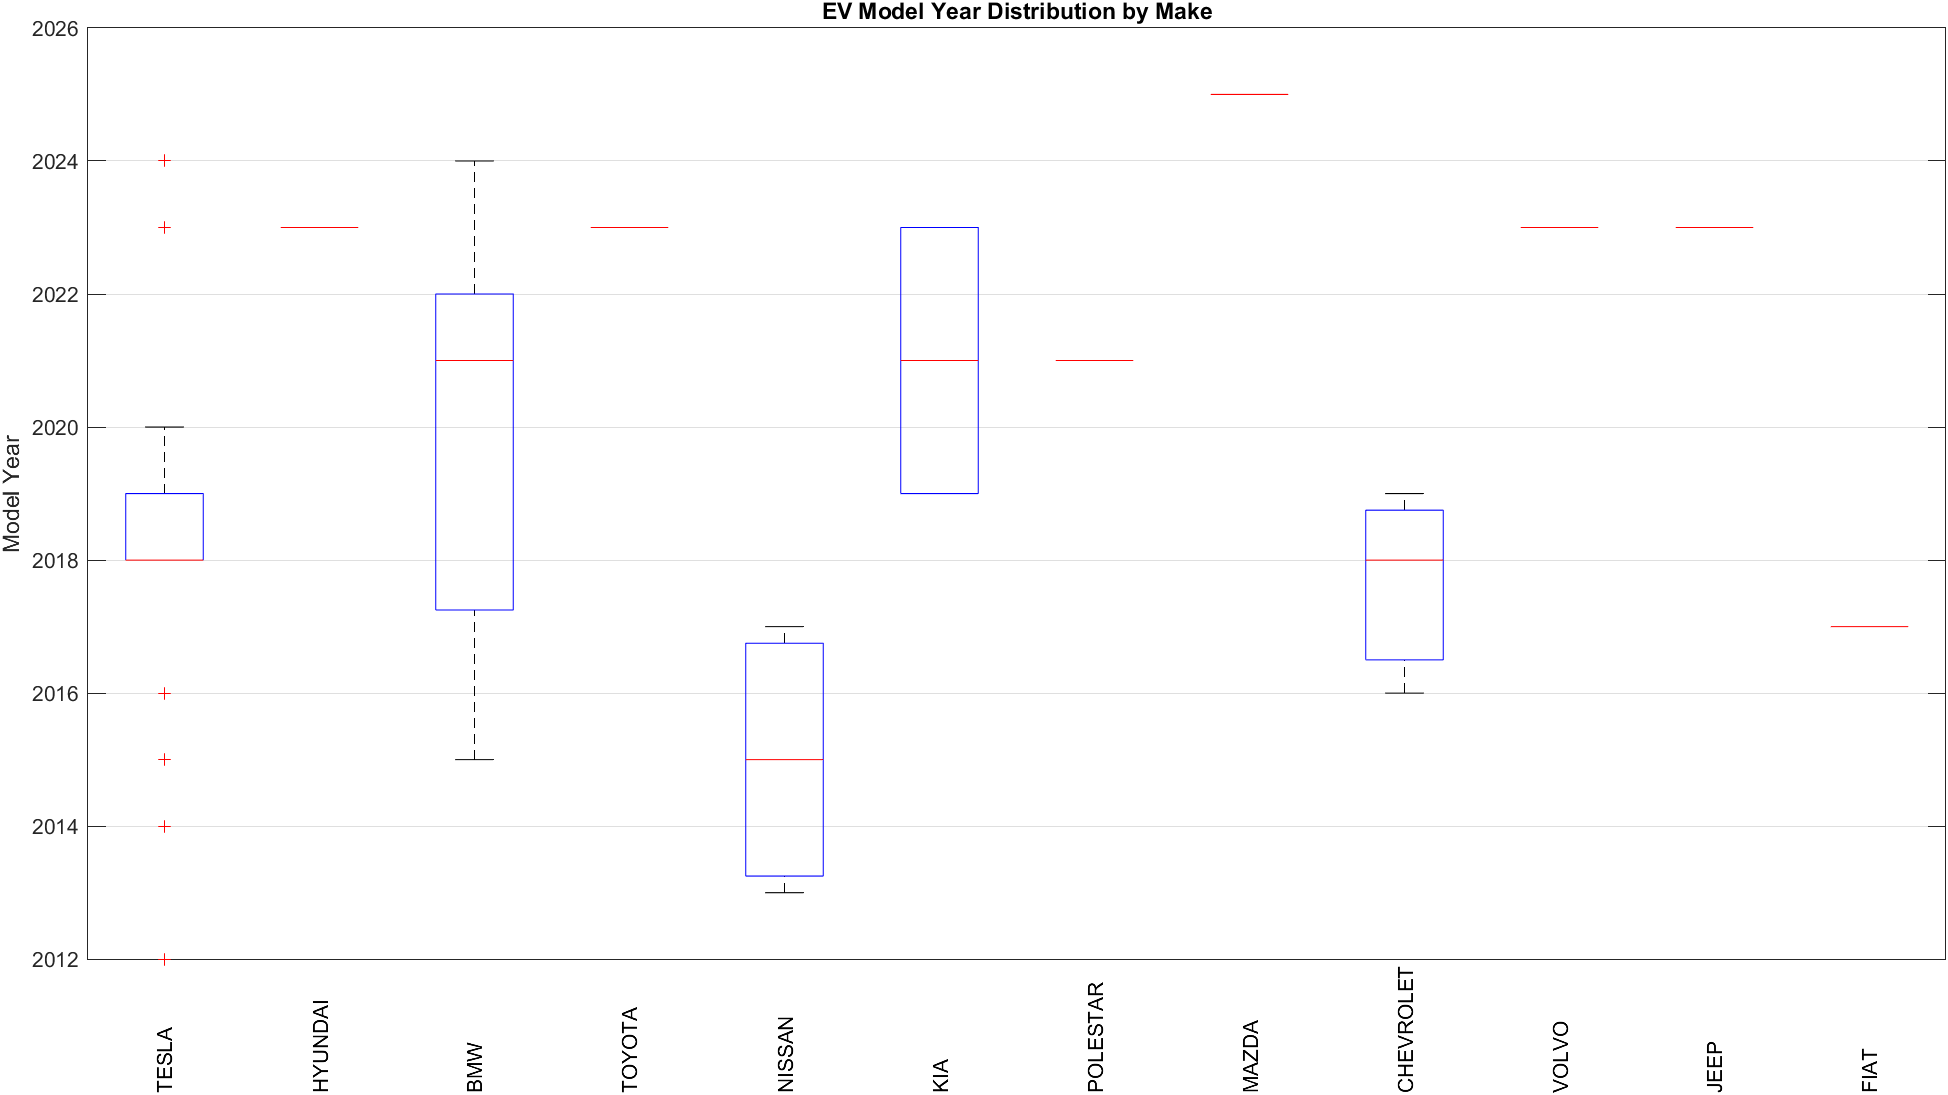 EV Model Year Distribution by Make
Model Year
2026
2024
2022
2020
2018
2016
2014
2012
TESLA
HYUNDAI
BMW
TOYOTA
NISSAN
KIA
POLESTAR
MAZDA
CHEVROLET
VOLVO
JEEP
FIAT